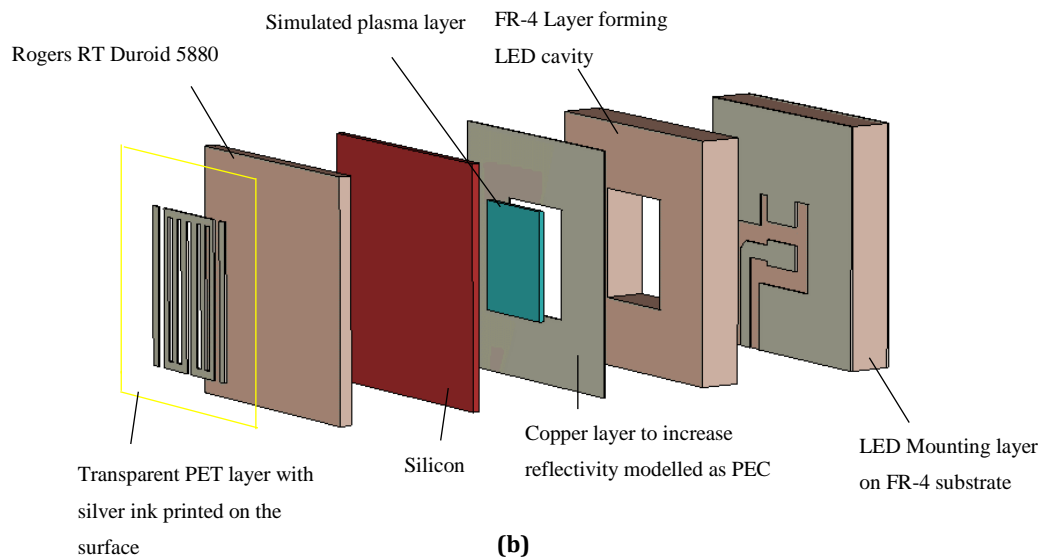 Simulated plasma layer
FR-4 Layer forming
LED cavity
Rogers RT Duroid 5880
Transparent PET layer with
silver ink printed on the
surface
Silicon
Copper layer to increase
reflectivity modelled as PEC
LED Mounting layer
on FR-4 substrate
(b)